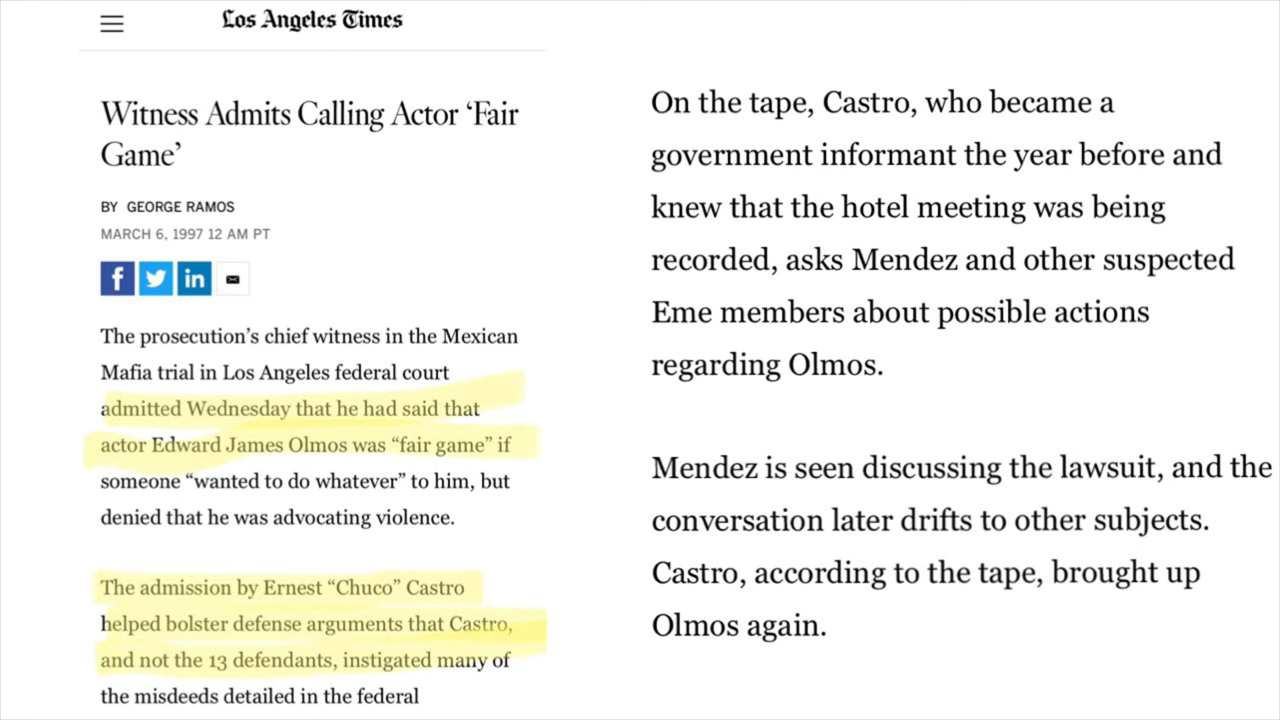 Los Angeles Times
Witness Admits Calling Actor ‘Fair
Game’
BY GEORGE RAMOS
MARCH 6, 1997 12 AM PT
The prosecution’s chief witness in the Mexican
Mafia trial in Los Angeles federal court
admitted Wednesday that he had said that
actor Edward James Olmos was “fair game” if
someone “wanted to do whatever” to him, but
denied that he was advocating violence.
The admission by Ernest “Chuco” Castro
helped bolster defense arguments that Castro,
and not the 13 defendants, instigated many of
the misdeeds detailed in the federal
On the tape, Castro, who became a
government informant the year before and
knew that the hotel meeting was being
recorded, asks Mendez and other suspected
Eme members about possible actions
regarding Olmos.
Mendez is seen discussing the lawsuit, and the
conversation later drifts to other subjects.
Castro, according to the tape, brought up
Olmos again.